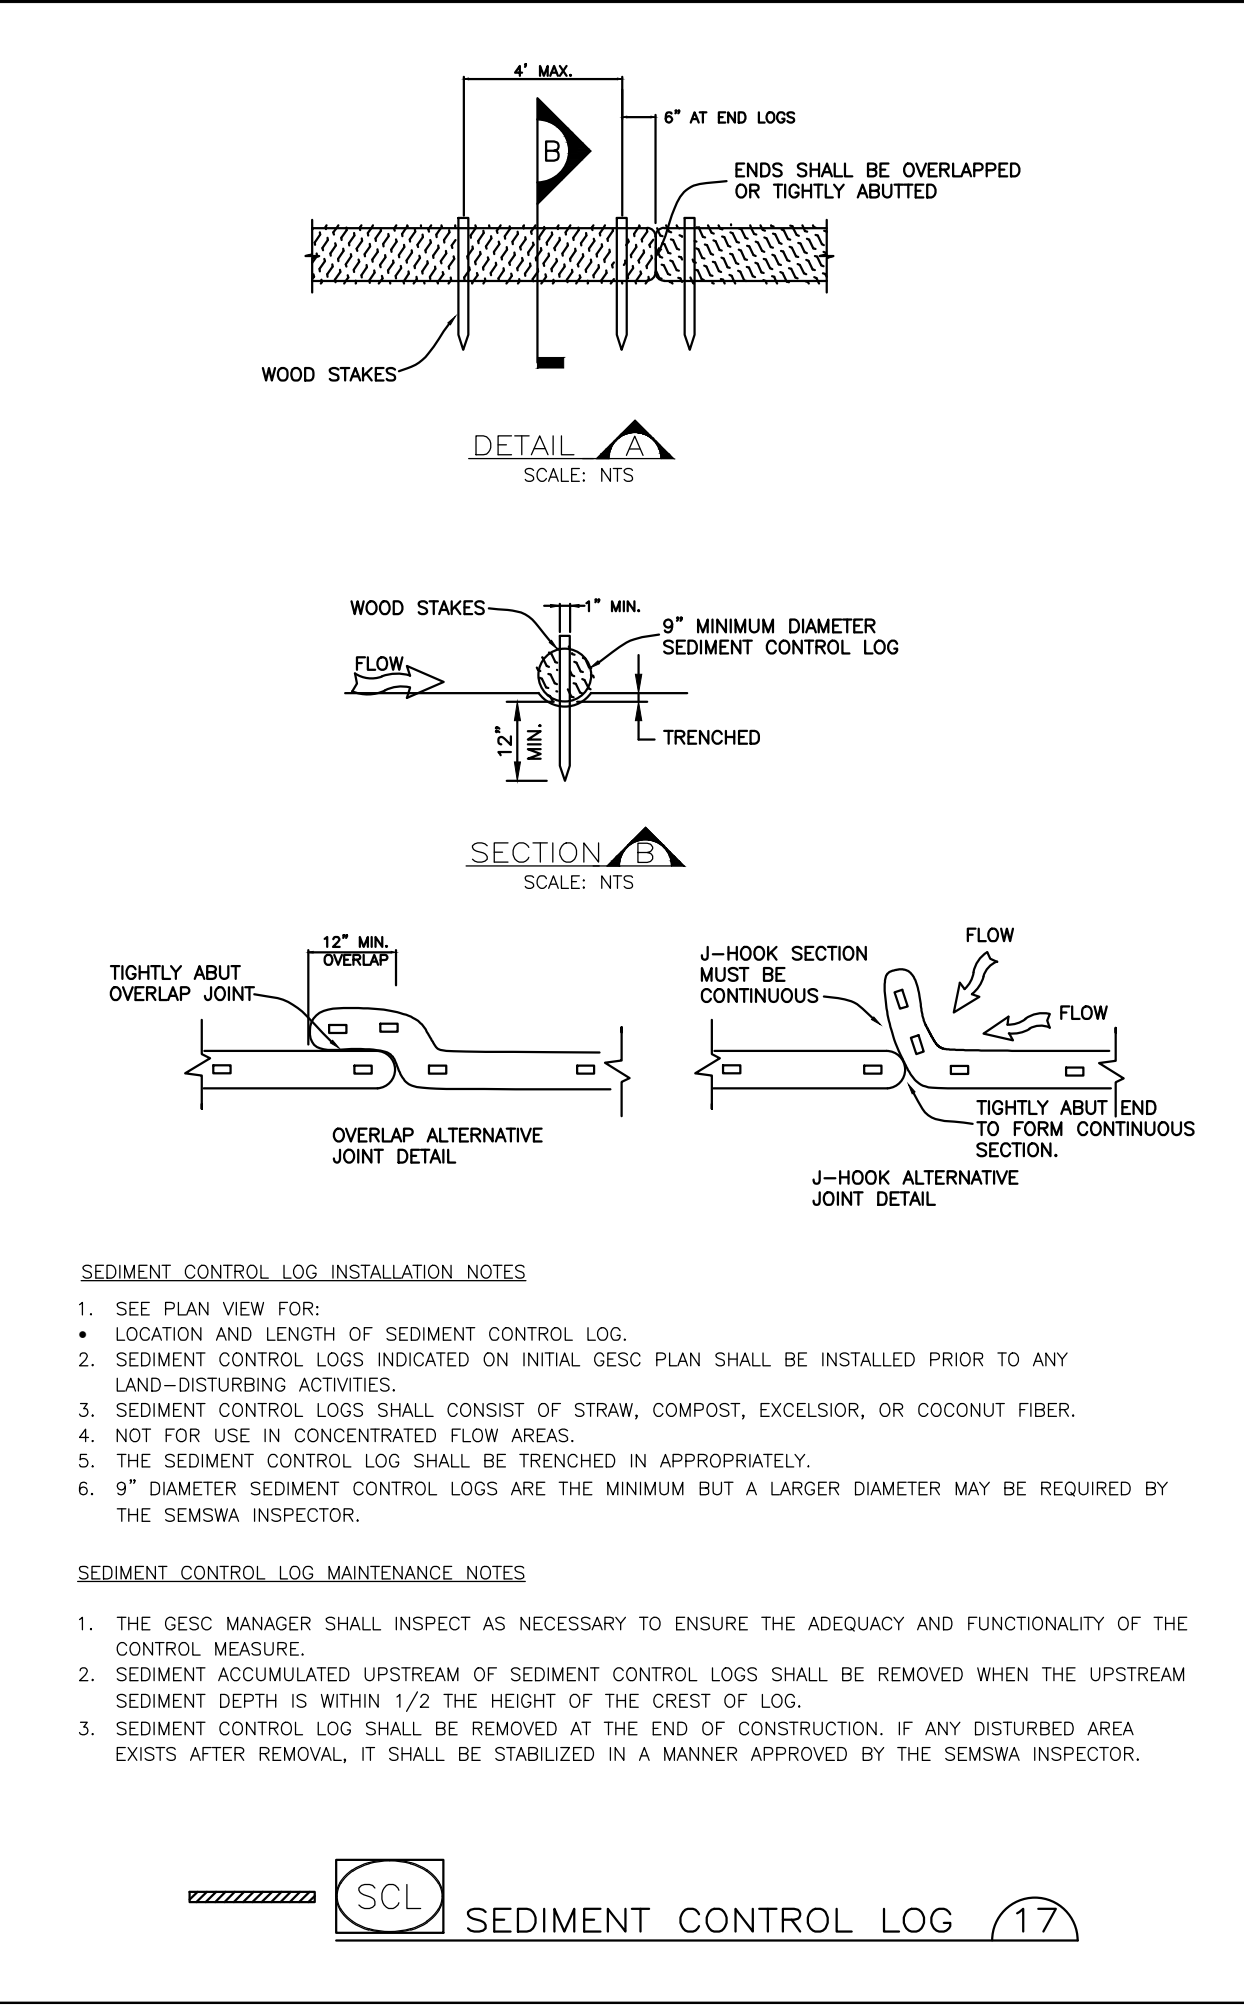 4' MAX.
6" AT END LOGS
B
ENDS SHALL BE OVERLAPPED
OR TIGHTLY ABUTTED
WOOD STAKES
DETAIL A
SCALE: NTS
WOOD STAKES
1" MIN.
9" MINIMUM DIAMETER
SEDIMENT CONTROL LOG
FLOW
12"
MIN.
TRENCHED
SECTION B
SCALE: NTS
12" MIN.
OVERLAP
TIGHTLY ABUT
OVERLAP JOINT
OVERLAP ALTERNATIVE
JOINT DETAIL
FLOW
J-HOOK SECTION
MUST BE
CONTINUOUS
FLOW
TIGHTLY ABUT END
TO FORM CONTINUOUS
SECTION.
J-HOOK ALTERNATIVE
JOINT DETAIL
SEDIMENT CONTROL LOG INSTALLATION NOTES
1. SEE PLAN VIEW FOR:
• LOCATION AND LENGTH OF SEDIMENT CONTROL LOG.
2. SEDIMENT CONTROL LOGS INDICATED ON INITIAL GESC PLAN SHALL BE INSTALLED PRIOR TO ANY
LAND-DISTURBING ACTIVITIES.
3. SEDIMENT CONTROL LOGS SHALL CONSIST OF STRAW, COMPOST, EXCELSIOR, OR COCONUT FIBER.
4. NOT FOR USE IN CONCENTRATED FLOW AREAS.
5. THE SEDIMENT CONTROL LOG SHALL BE TRENCHED IN APPROPRIATELY.
6. 9" DIAMETER SEDIMENT CONTROL LOGS ARE THE MINIMUM BUT A LARGER DIAMETER MAY BE REQUIRED BY
THE SEMSWA INSPECTOR.
SEDIMENT CONTROL LOG MAINTENANCE NOTES
1. THE GESC MANAGER SHALL INSPECT AS NECESSARY TO ENSURE THE ADEQUACY AND FUNCTIONALITY OF THE
CONTROL MEASURE.
2. SEDIMENT ACCUMULATED UPSTREAM OF SEDIMENT CONTROL LOGS SHALL BE REMOVED WHEN THE UPSTREAM
SEDIMENT DEPTH IS WITHIN 1/2 THE HEIGHT OF THE CREST OF LOG.
3. SEDIMENT CONTROL LOG SHALL BE REMOVED AT THE END OF CONSTRUCTION. IF ANY DISTURBED AREA
EXISTS AFTER REMOVAL, IT SHALL BE STABILIZED IN A MANNER APPROVED BY THE SEMSWA INSPECTOR.
SCL
SEDIMENT CONTROL LOG 17